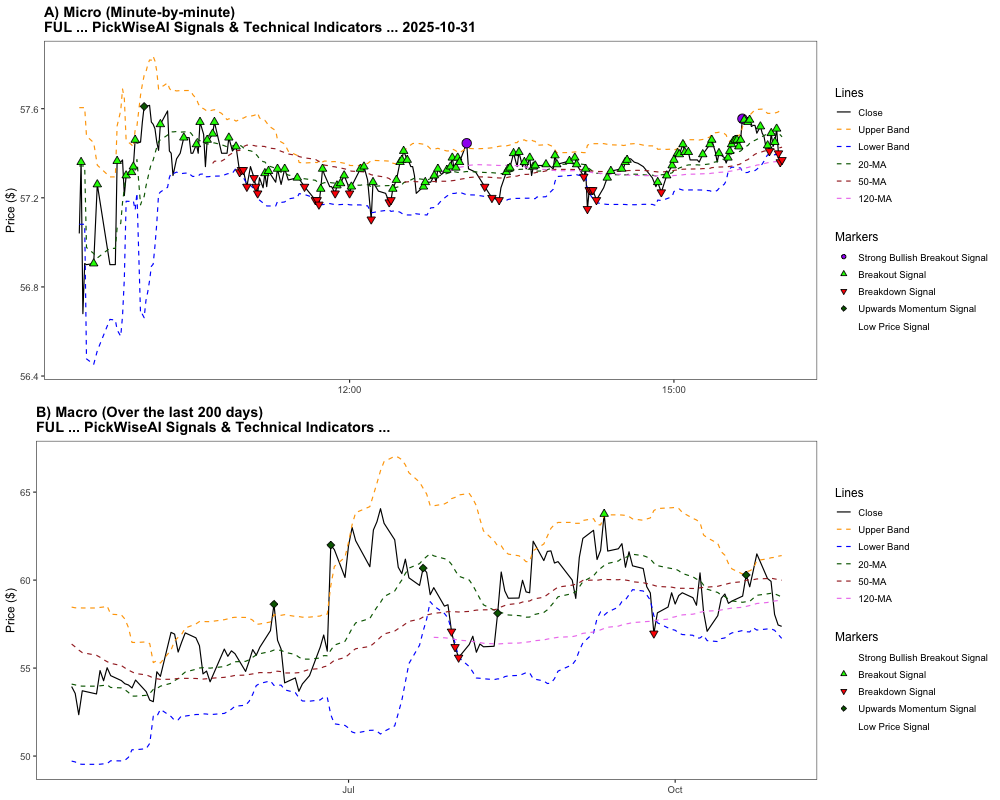 A) Micro (Minute-by-minute)
FUL ... PickWiseAI Signals & Technical Indicators ... 2025-10-31
Price ($)
57.6
57.2
56.8
56.4
12:00
15:00
Lines
Close
Upper Band
Lower Band
20-MA
50-MA
120-MA
Markers
Strong Bullish Breakout Signal
Breakout Signal
Breakdown Signal
Upwards Momentum Signal
Low Price Signal
B) Macro (Over the last 200 days)
FUL ... PickWiseAI Signals & Technical Indicators ...
Price ($)
65
60
55
50
Jul
Oct
Lines
Close
Upper Band
Lower Band
20-MA
50-MA
120-MA
Markers
Strong Bullish Breakout Signal
Breakout Signal
Breakdown Signal
Upwards Momentum Signal
Low Price Signal